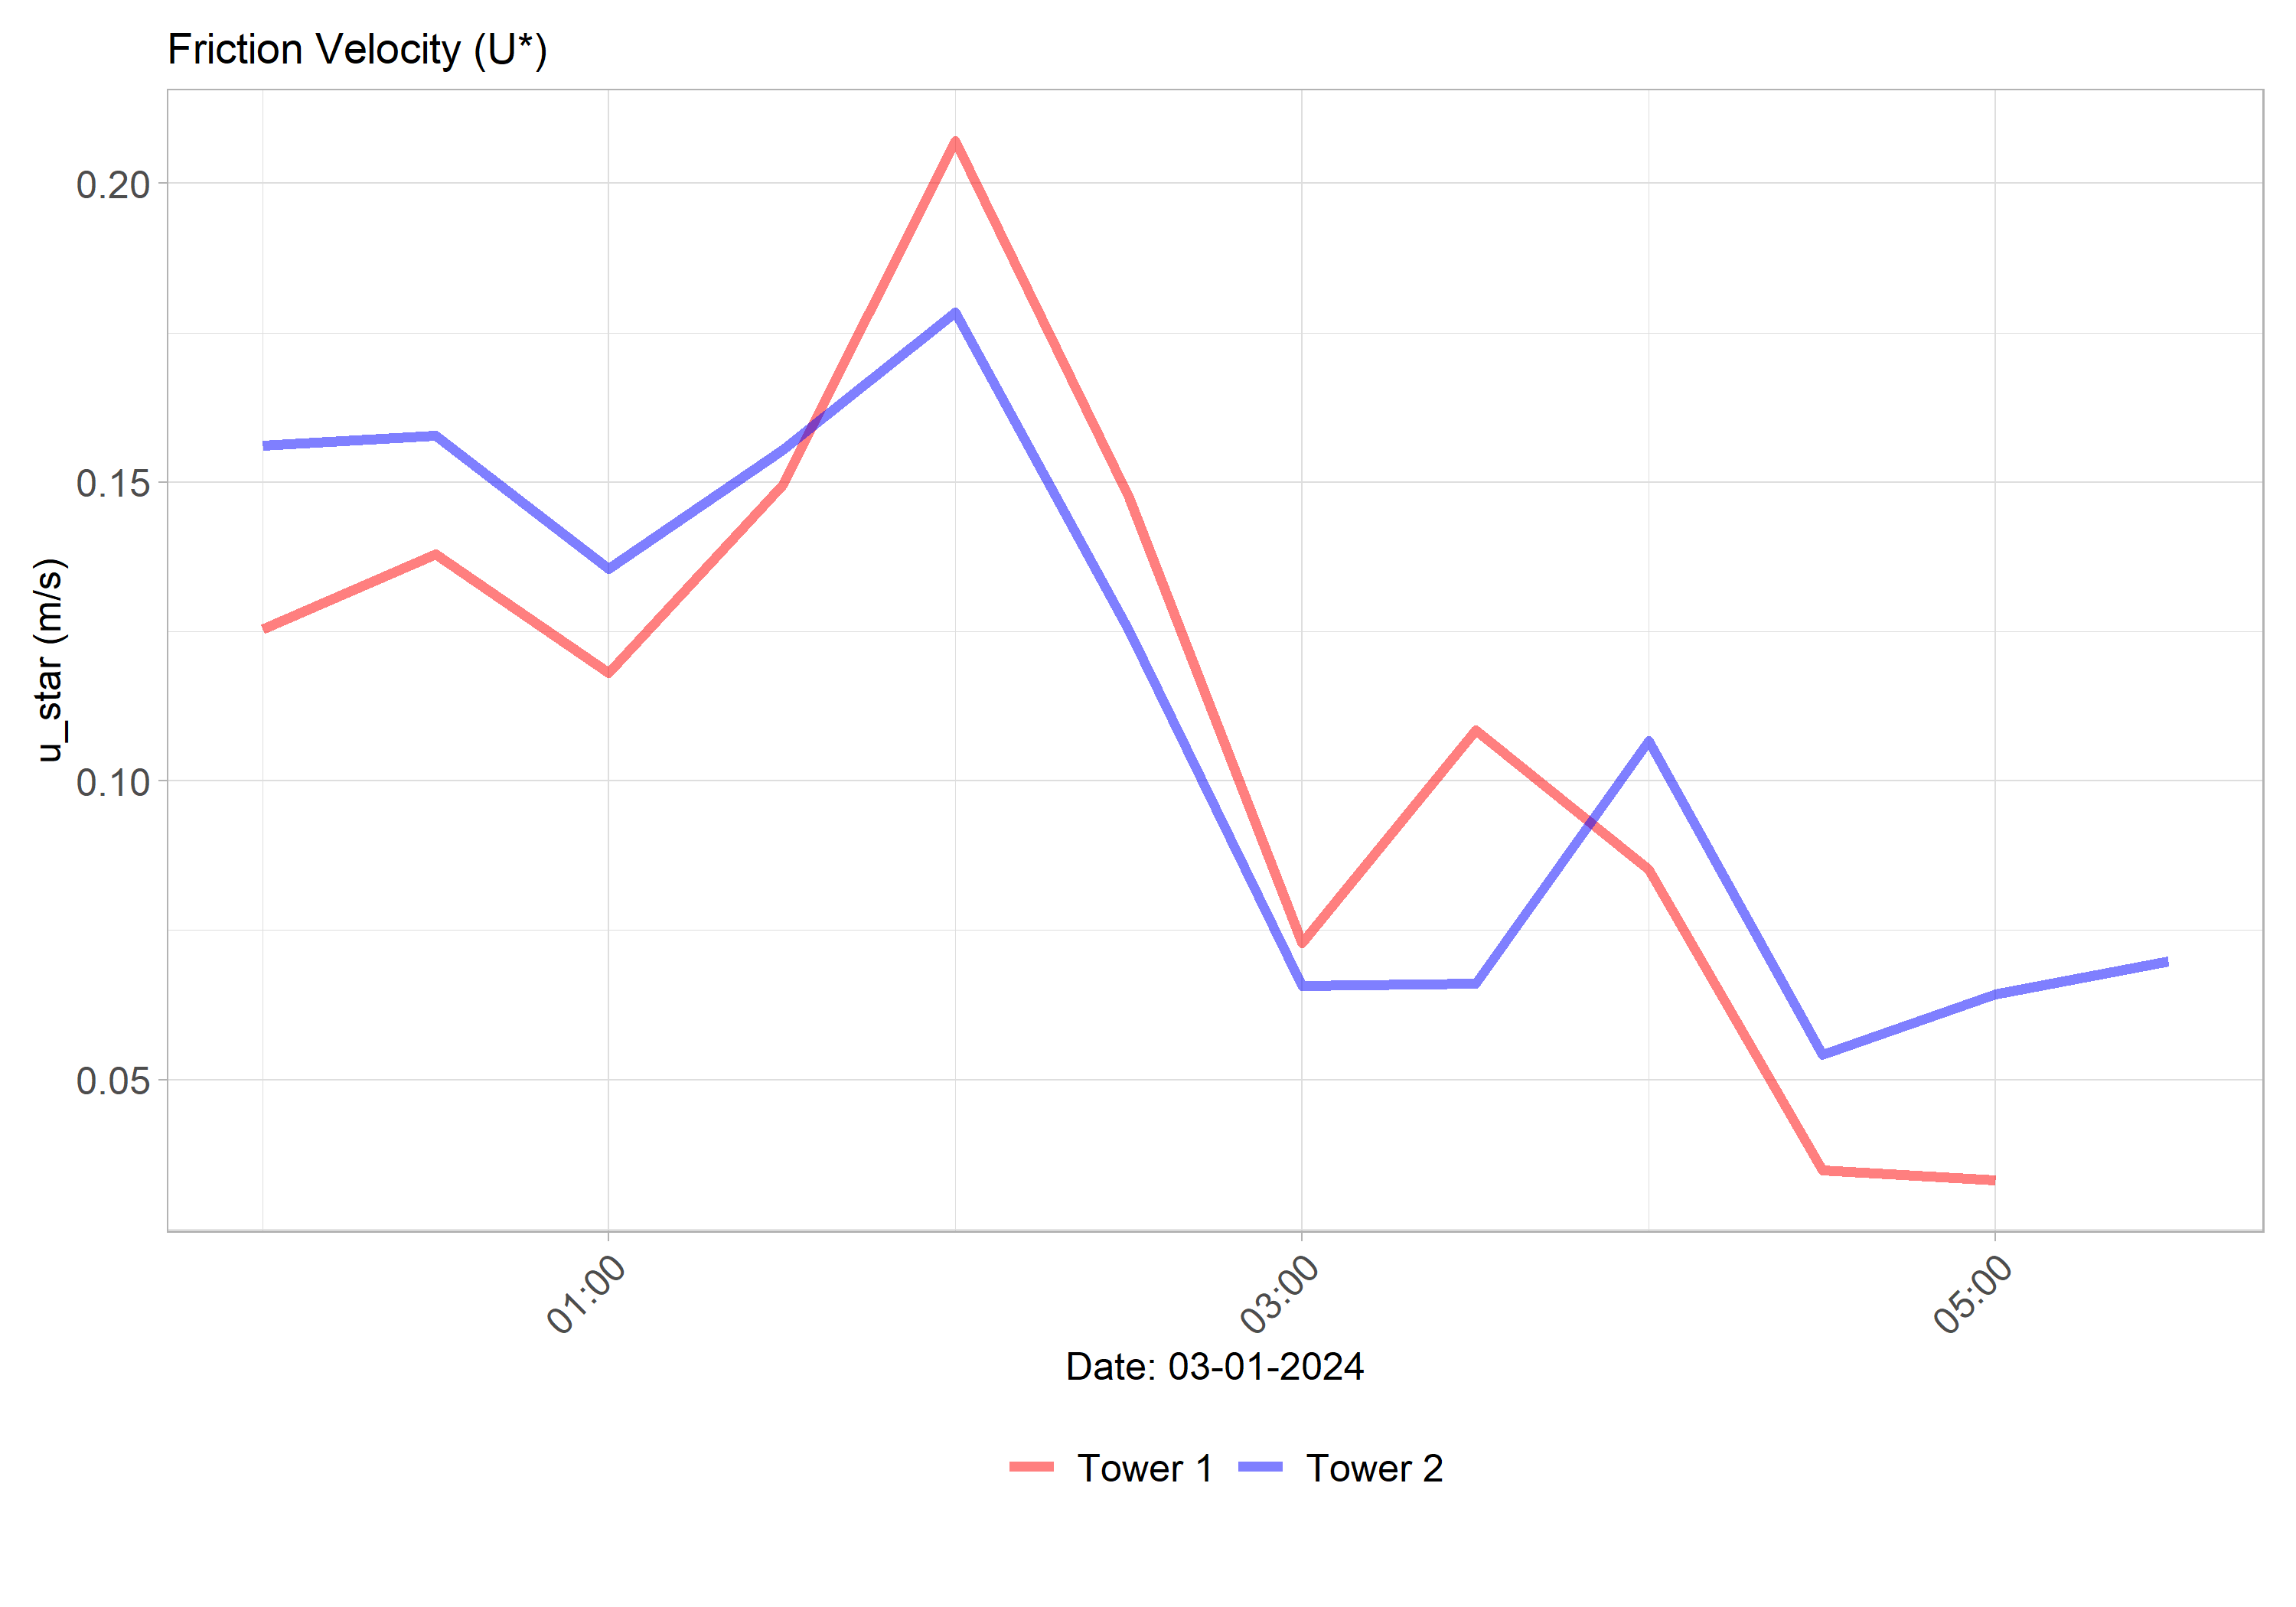 Friction Velocity (U*)
u_star (m/s)
0.20
0.15
0.10
0.05
01:00
03:00
05:00
Date: 03-01-2024
Tower 1
Tower 2